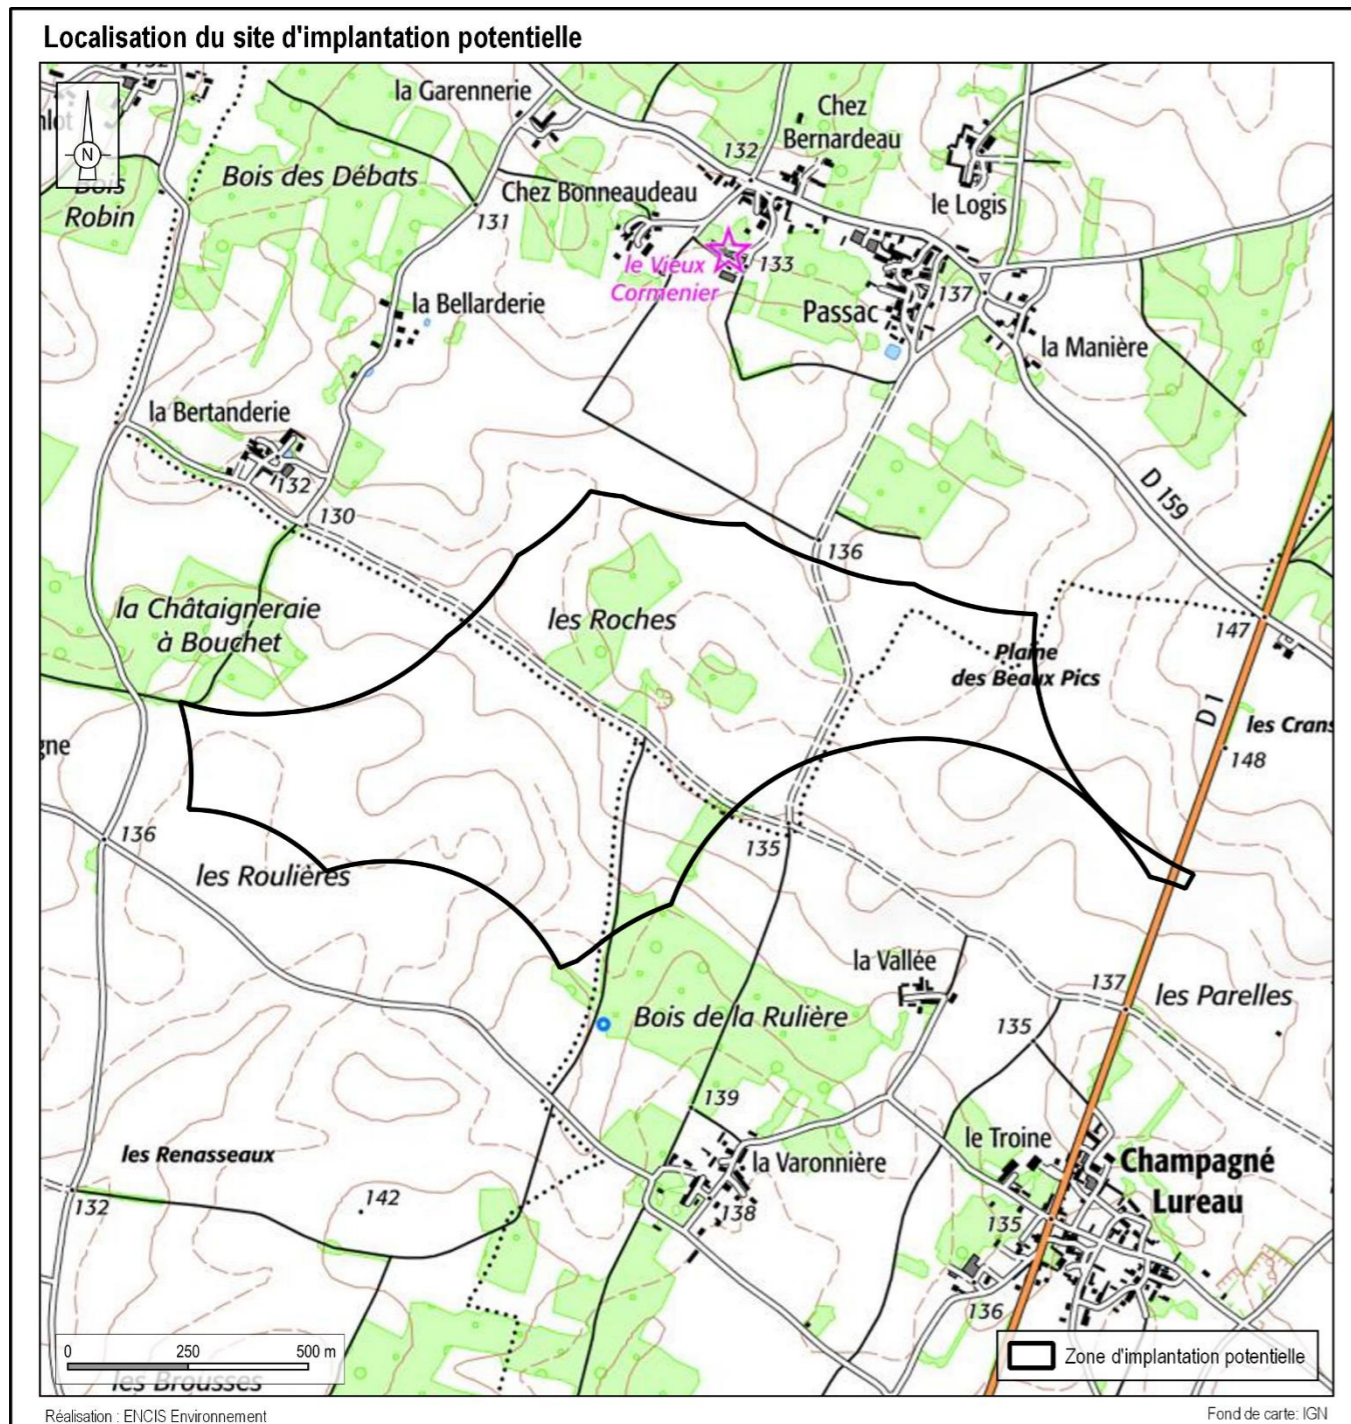 Localisation du site d'implantation potentielle
la Garennerie
Chez
Bernardeau
N
132
Bois des Débats
Bois
Robin
Chez Bonneaudeau
le Logis
131
le Vieux
Cormenier
133
Passac
137
la Bellarderie
la Manière
la Bertanderie
132
D 159
130
136
la Châtaigneraie
à Bouchet
les Roches
147
Plaine
des Beaux Pics
D 1
les Crans
gne
148
136
135
les Roulières
la Vallée
137
les Parelles
Bois de la Rulière
135
139
le Troine
les Renasseaux
la Varonnière
Champagné
Lureau
132
142
138
135
136
0 250 500 m
Zone d'implantation potentielle
les Brousses
Réalisation : ENCIS Environnement
Fond de carte: IGN